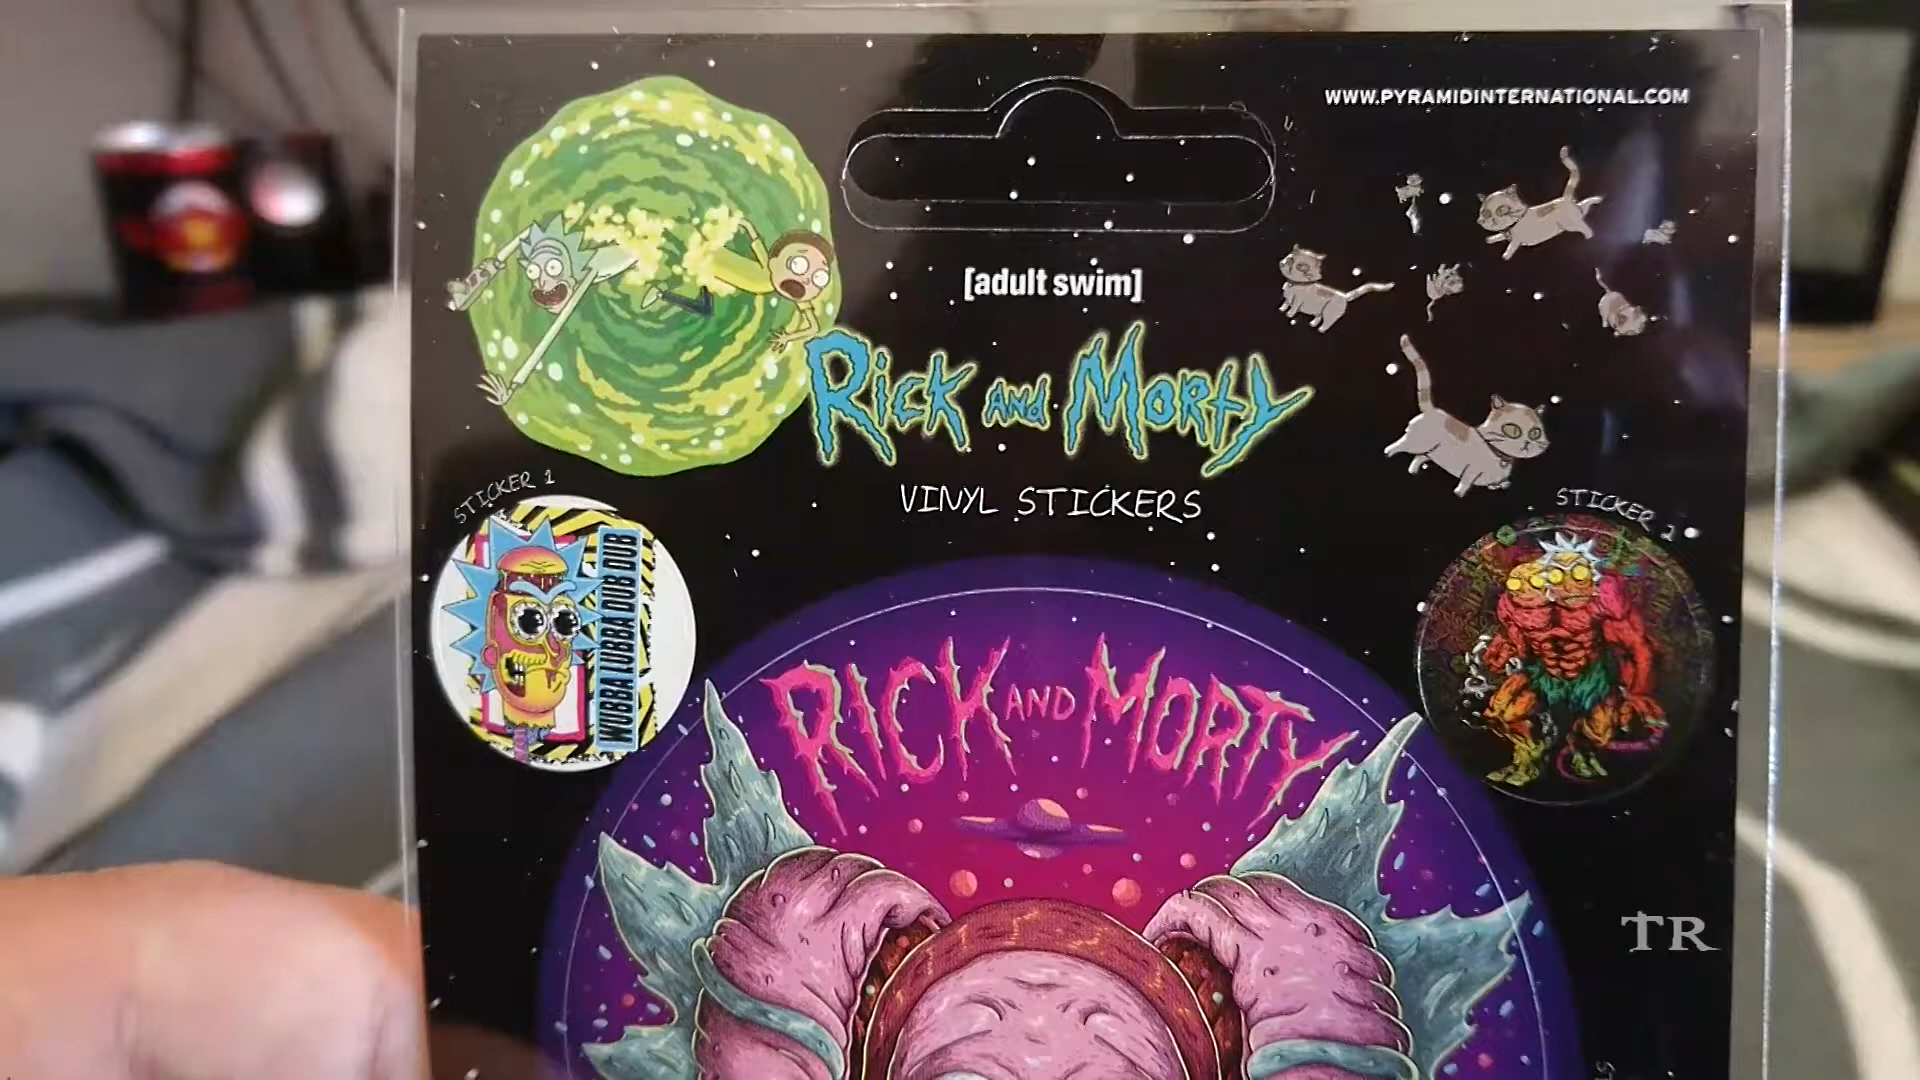 WWW.PYRAMIDINTERNATIONAL.COM
[adult swim]
RICK AND MORTY
VINYL STICKERS
STICKER 1
STICKER 2
WUBBA LUBBA DUB DUB
RICK AND MORTY
TR